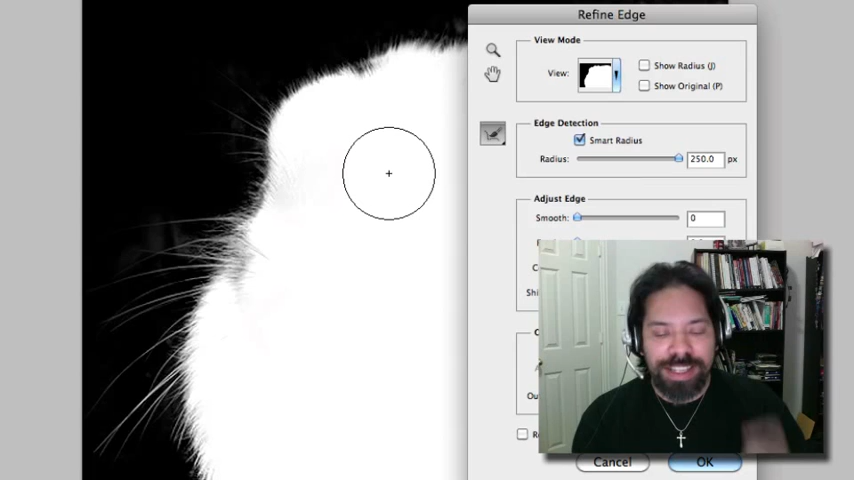 Refine Edge
View Mode
View:
Show Radius (J)
Show Original (P)
Edge Detection
Smart Radius
Radius: 250.0 px
Adjust Edge
Smooth: 0
Cancel OK